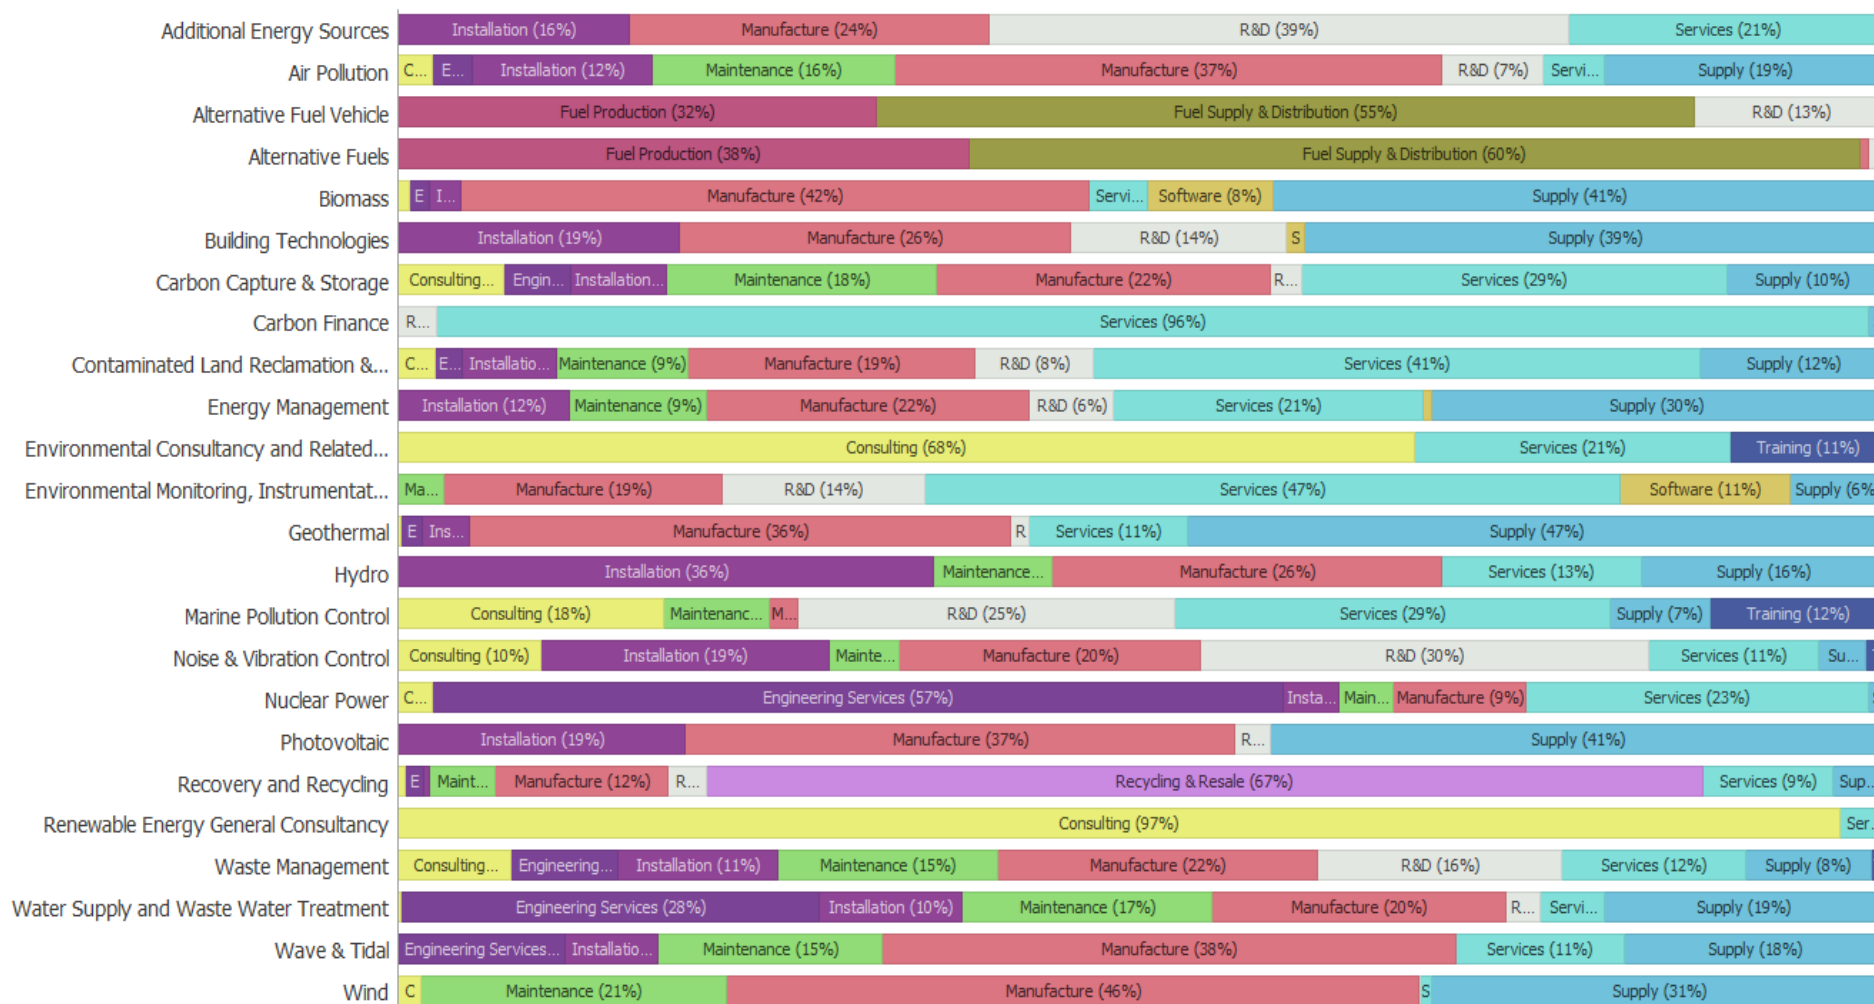 Additional Energy Sources Installation (16%) Manufacture (24%) R&D (39%) Services (21%)
Air Pollution C... E... Installation (12%) Maintenance (16%) Manufacture (37%) R&D (7%) Servi... Supply (19%)
Alternative Fuel Vehicle Fuel Production (32%) Fuel Supply & Distribution (55%) R&D (13%)
Alternative Fuels Fuel Production (38%) Fuel Supply & Distribution (60%)
Biomass E I... Manufacture (42%) Servi... Software (8%) Supply (41%)
Building Technologies Installation (19%) Manufacture (26%) R&D (14%) S Supply (39%)
Carbon Capture & Storage Consulting... Engin... Installation... Maintenance (18%) Manufacture (22%) R... Services (29%) Supply (10%)
Carbon Finance R... Services (96%)
Contaminated Land Reclamation &... C... E... Installatio... Maintenance (9%) Manufacture (19%) R&D (8%) Services (41%) Supply (12%)
Energy Management Installation (12%) Maintenance (9%) Manufacture (22%) R&D (6%) Services (21%) Supply (30%)
Environmental Consultancy and Related... Consulting (68%) Services (21%) Training (11%)
Environmental Monitoring, Instrumentat... Ma... Manufacture (19%) R&D (14%) Services (47%) Software (11%) Supply (6%
Geothermal E Ins... Manufacture (36%) R Services (11%) Supply (47%)
Hydro Installation (36%) Maintenance... Manufacture (26%) Services (13%) Supply (16%)
Marine Pollution Control Consulting (18%) Maintenanc... M... R&D (25%) Services (29%) Supply (7%) Training (12%)
Noise & Vibration Control Consulting (10%) Installation (19%) Mainte... Manufacture (20%) R&D (30%) Services (11%) Su...
Nuclear Power C... Engineering Services (57%) Insta... Main... Manufacture (9%) Services (23%)
Photovoltaic Installation (19%) Manufacture (37%) R... Supply (41%)
Recovery and Recycling E Maint... Manufacture (12%) R... Recycling & Resale (67%) Services (9%) Sup...
Renewable Energy General Consultancy Consulting (97%) Ser...
Waste Management Consulting... Engineering... Installation (11%) Maintenance (15%) Manufacture (22%) R&D (16%) Services (12%) Supply (8%)
Water Supply and Waste Water Treatment Engineering Services (28%) Installation (10%) Maintenance (17%) Manufacture (20%) R... Servi... Supply (19%)
Wave & Tidal Engineering Services... Installatio... Maintenance (15%) Manufacture (38%) Services (11%) Supply (18%)
Wind C Maintenance (21%) Manufacture (46%) S Supply (31%)